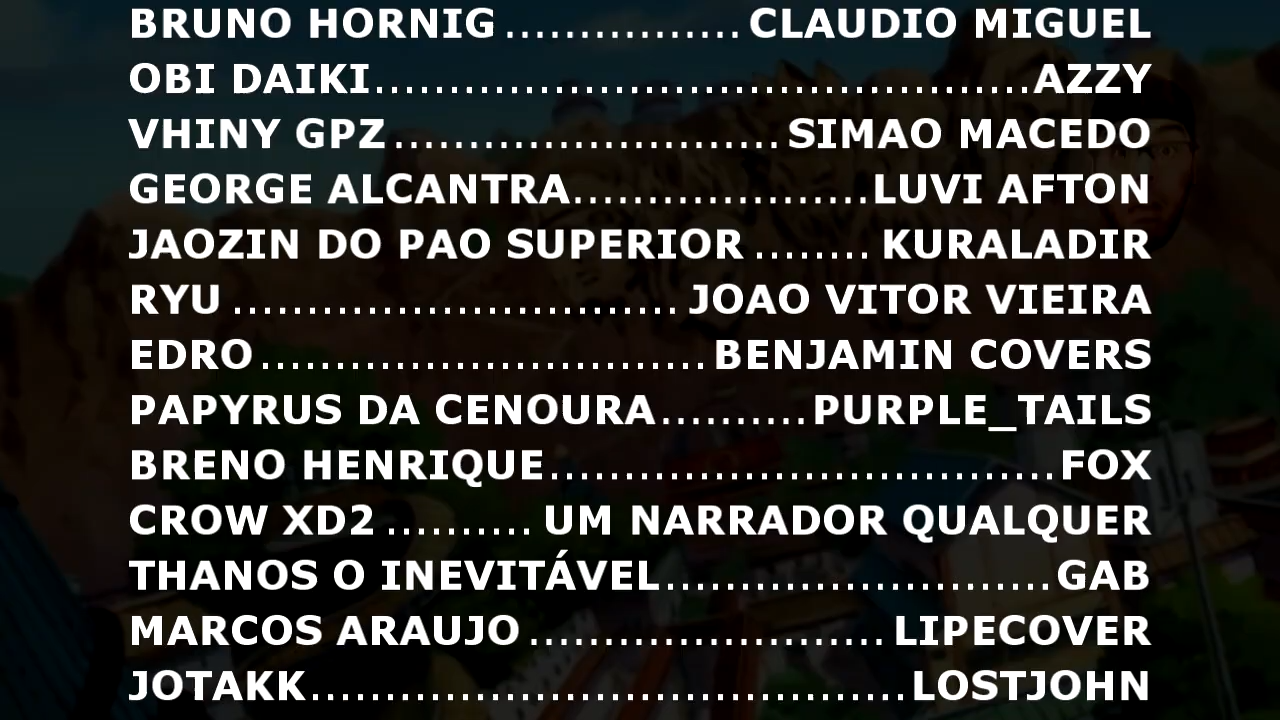 BRUNO HORNIG ................ CLAUDIO MIGUEL
OBI DAIKI............................................AZZY
VHINY GPZ .......................... SIMAO MACEDO
GEORGE ALCANTRA....................LUVI AFTON
JAOZIN DO PAO SUPERIOR ........ KURALADIR
RYU .............................. JOAO VITOR VIEIRA
EDRO .............................. BENJAMIN COVERS
PAPYRUS DA CENOURA..........PURPLE_TAILS
BRENO HENRIQUE..................................FOX
CROW XD2 .......... UM NARRADOR QUALQUER
THANOS O INEVITÁVEL..........................GAB
MARCOS ARAUJO ........................ LIPECOVER
JOTAKK........................................LOSTJOHN